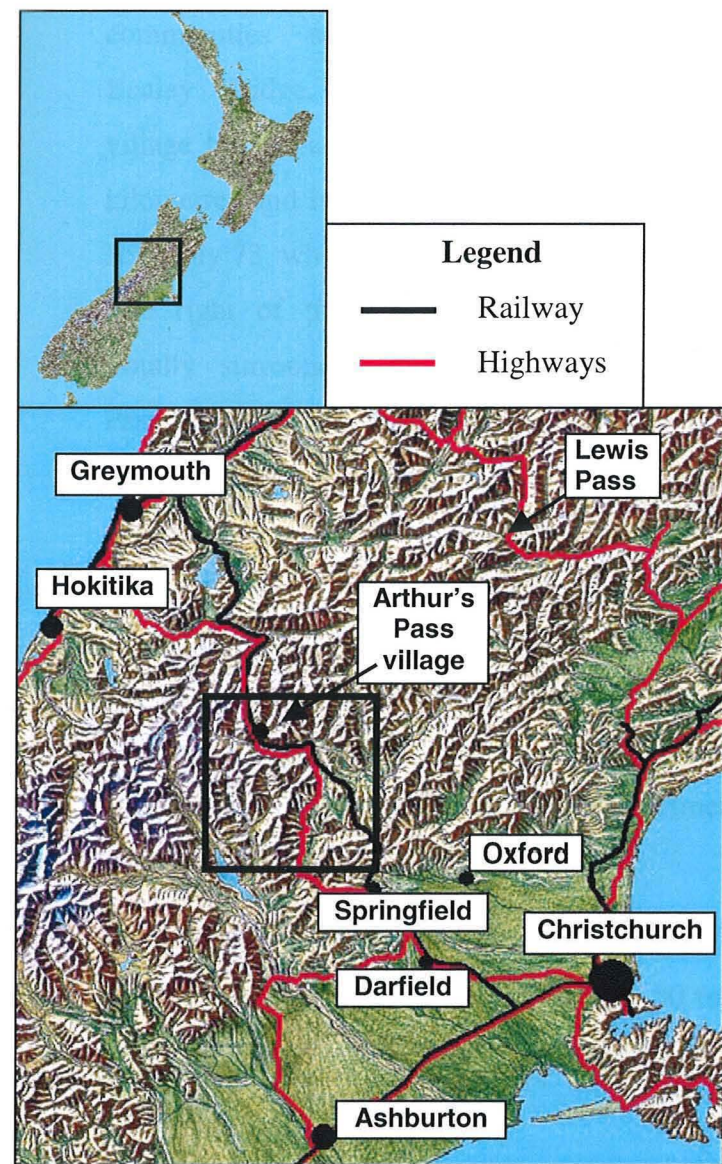 Legend
Railway
Highways
Greymouth
Lewis
Pass
Hokitika
Arthur's
Pass
village
Oxford
Springfield
Christchurch
Darfield
Ashburton